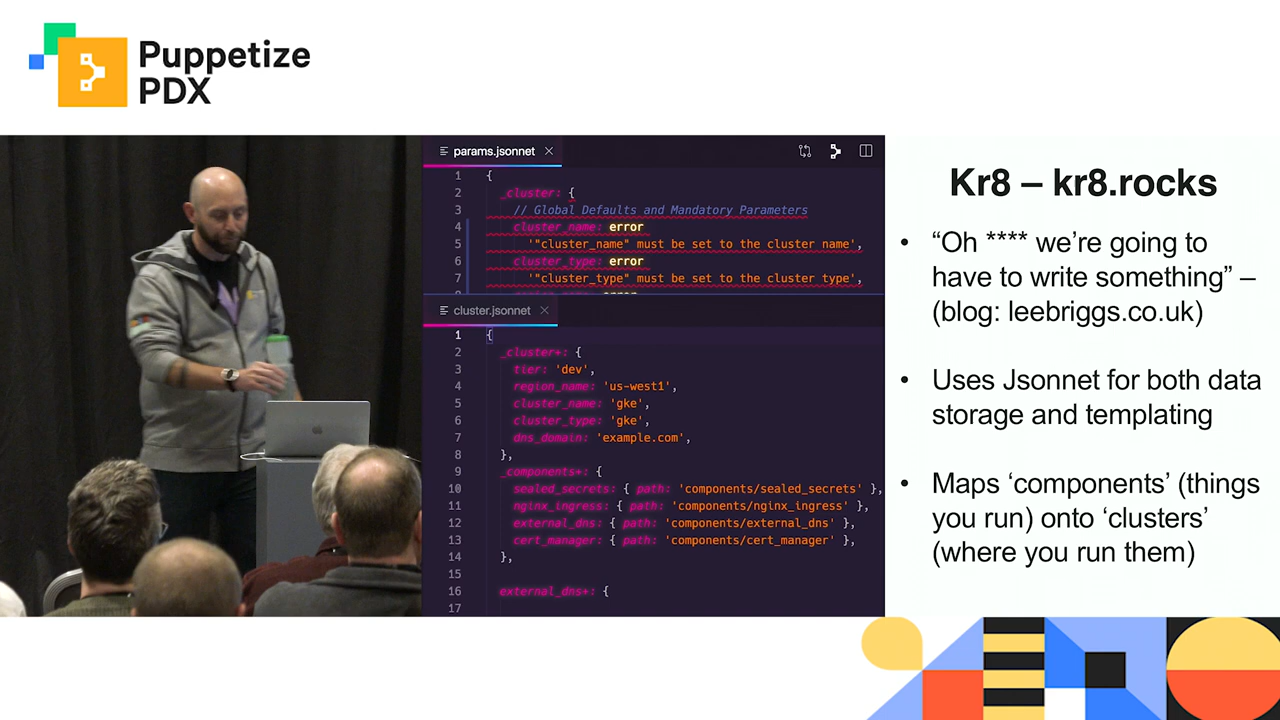 Puppetize
PDX
params.jsonnet
1 {
2 _cluster: {
3 // Global Defaults and Mandatory Parameters
4 cluster_name: error
5 '"cluster_name" must be set to the cluster name',
6 cluster_type: error
7 '"cluster_type" must be set to the cluster type',
cluster.jsonnet
1 {
2 _cluster+: {
3 tier: 'dev',
4 region_name: 'us-west1',
5 cluster_name: 'gke',
6 cluster_type: 'gke',
7 dns_domain: 'example.com',
8 },
9 _components+: {
10 sealed_secrets: { path: 'components/sealed_secrets' },
11 nginx_ingress: { path: 'components/nginx_ingress' },
12 external_dns: { path: 'components/external_dns' },
13 cert_manager: { path: 'components/cert_manager' },
14 },
15
16 external_dns+: {
17
Kr8 – kr8.rocks
• “Oh **** we’re going to
have to write something” –
(blog: leebriggs.co.uk)
• Uses Jsonnet for both data
storage and templating
• Maps ‘components’ (things
you run) onto ‘clusters’
(where you run them)